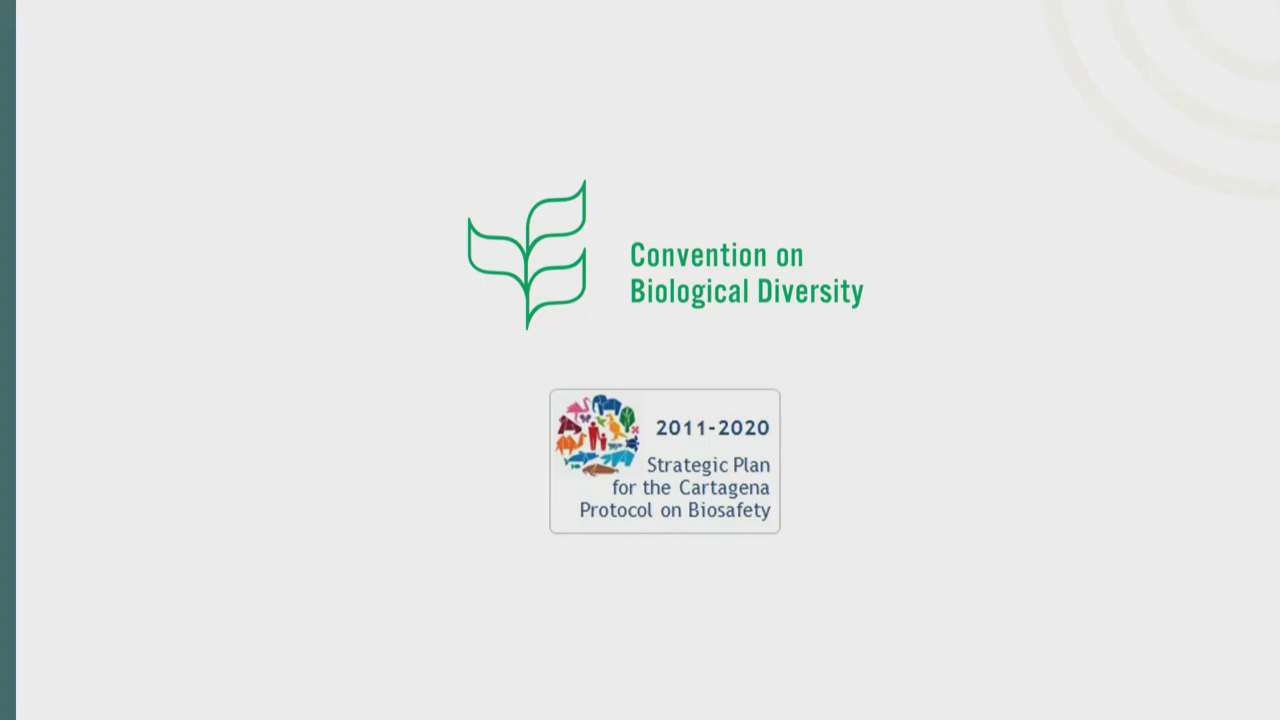 Convention on
Biological Diversity
2011-2020
Strategic Plan
for the Cartagena
Protocol on Biosafety